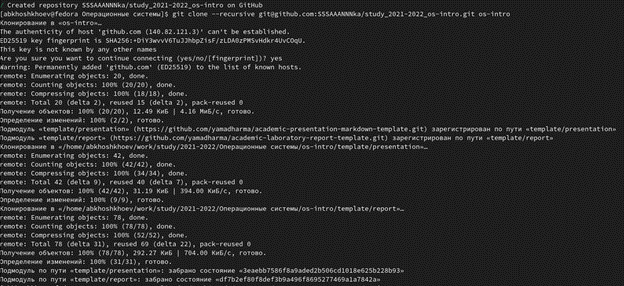 / Created repository SSSAAANNNka/study_2021-2022_os-intro on GitHub
[abkhoshkhoev@fedora Операционные системы]$ git clone --recursive git@github.com:SSSAAANNNka/study_2021-2022_os-intro.git os-intro
Клонирование в «os-intro»…
The authenticity of host 'github.com (140.82.121.3)' can't be established.
ED25519 key fingerprint is SHA256:+DiY3wvvV6TuJJhbpZisF/zLDA0zPMSvHdkr4UvCOqU.
This key is not known by any other names
Are you sure you want to continue connecting (yes/no/[fingerprint])? yes
Warning: Permanently added 'github.com' (ED25519) to the list of known hosts.
remote: Enumerating objects: 20, done.
remote: Counting objects: 100% (20/20), done.
remote: Compressing objects: 100% (18/18), done.
remote: Total 20 (delta 2), reused 15 (delta 2), pack-reused 0
Получение объектов: 100% (20/20), 12.49 КиБ | 4.16 МиБ/с, готово.
Определение изменений: 100% (2/2), готово.
Подмодуль «template/presentation» (https://github.com/yamadharma/academic-presentation-markdown-template.git) зарегистрирован по пути «template/presentation»
Подмодуль «template/report» (https://github.com/yamadharma/academic-laboratory-report-template.git) зарегистрирован по пути «template/report»
Клонирование в «/home/abkhoshkhoev/work/study/2021-2022/Операционные системы/os-intro/template/presentation»…
remote: Enumerating objects: 42, done.
remote: Counting objects: 100% (42/42), done.
remote: Compressing objects: 100% (34/34), done.
remote: Total 42 (delta 9), reused 40 (delta 7), pack-reused 0
Получение объектов: 100% (42/42), 31.19 КиБ | 394.00 КиБ/с, готово.
Определение изменений: 100% (9/9), готово.
Клонирование в «/home/abkhoshkhoev/work/study/2021-2022/Операционные системы/os-intro/template/report»…
remote: Enumerating objects: 78, done.
remote: Counting objects: 100% (78/78), done.
remote: Compressing objects: 100% (52/52), done.
remote: Total 78 (delta 31), reused 69 (delta 22), pack-reused 0
Получение объектов: 100% (78/78), 292.27 КиБ | 704.00 КиБ/с, готово.
Определение изменений: 100% (31/31), готово.
Подмодуль по пути «template/presentation»: забрано состояние «3eaebb7586f8a9aded2b506cd1018e625b228b93»
Подмодуль по пути «template/report»: забрано состояние «df7b2ef80f8def3b9a496f8695277469a1a7842a»